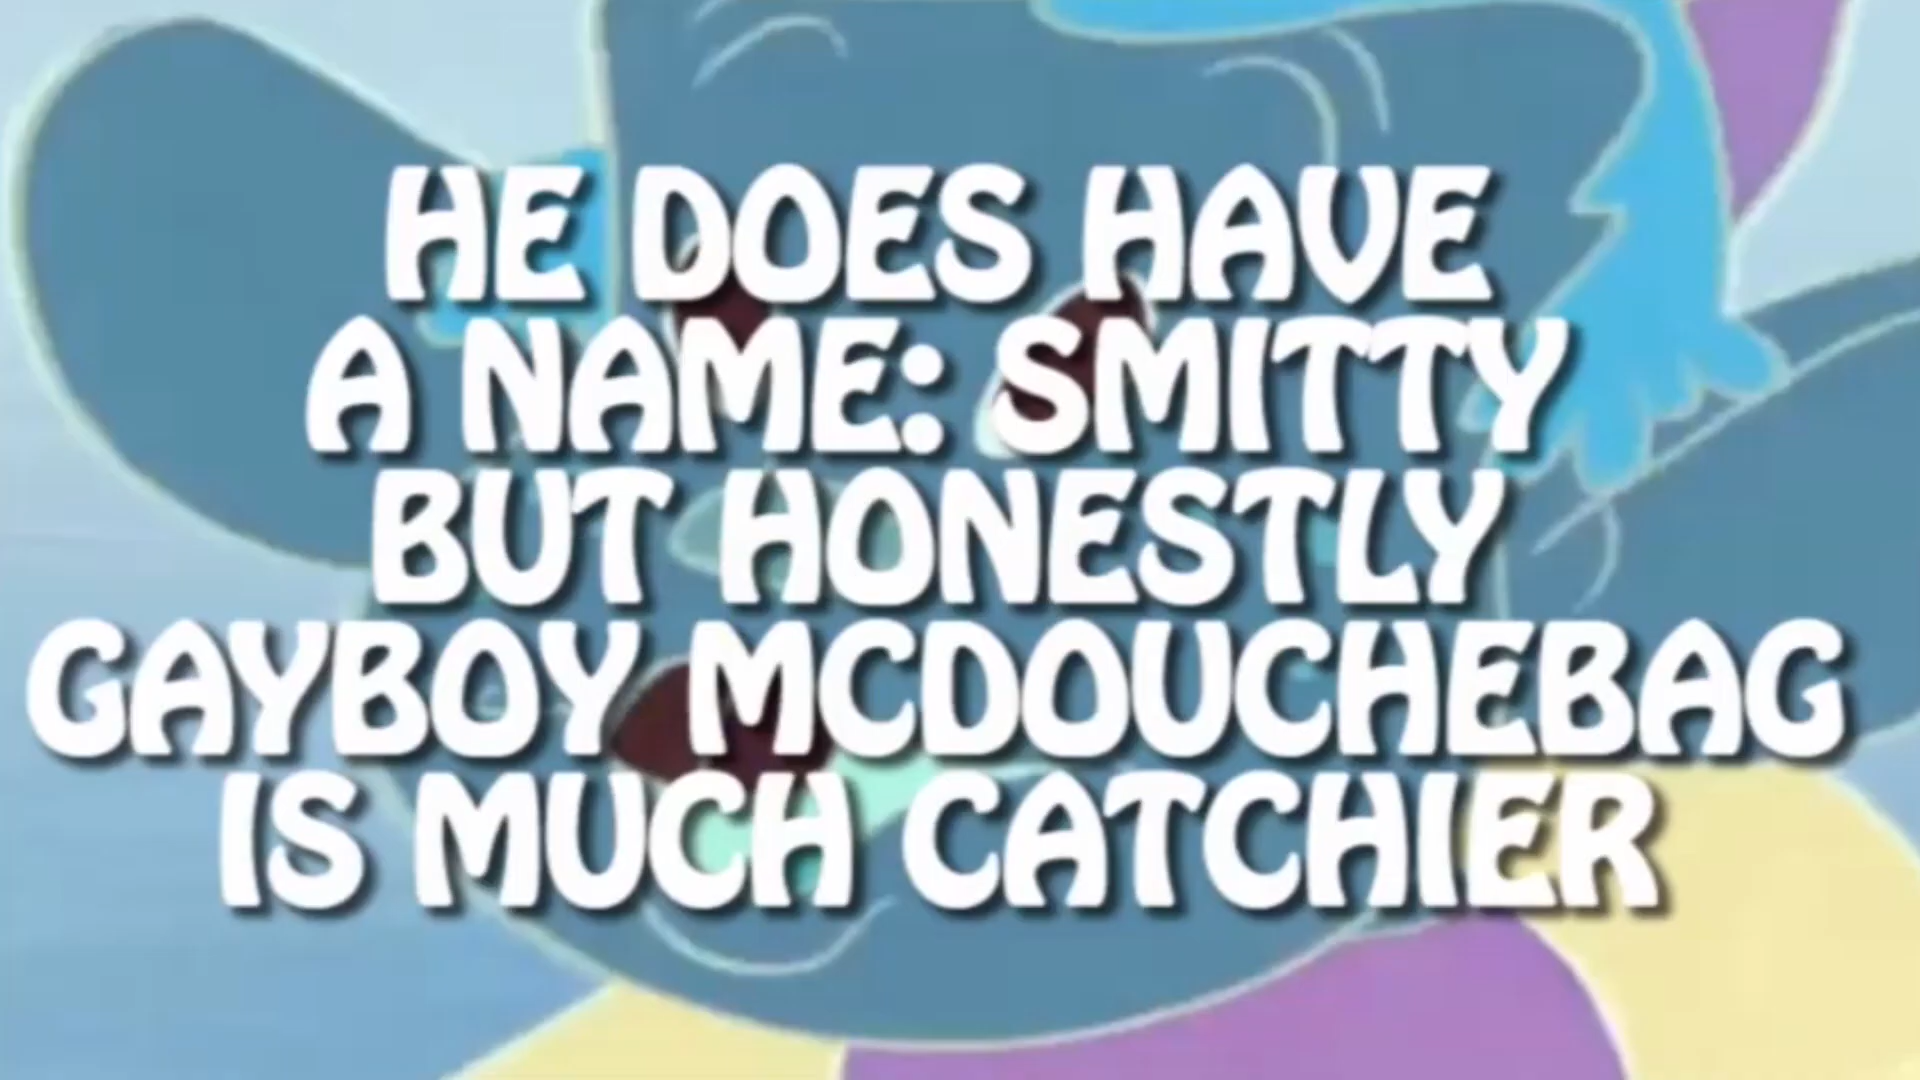 HE DOES HAVE
A NAME: SMITTY
BUT HONESTLY
GAYBOY MCDOUCHEBAG
IS MUCH CATCHIER